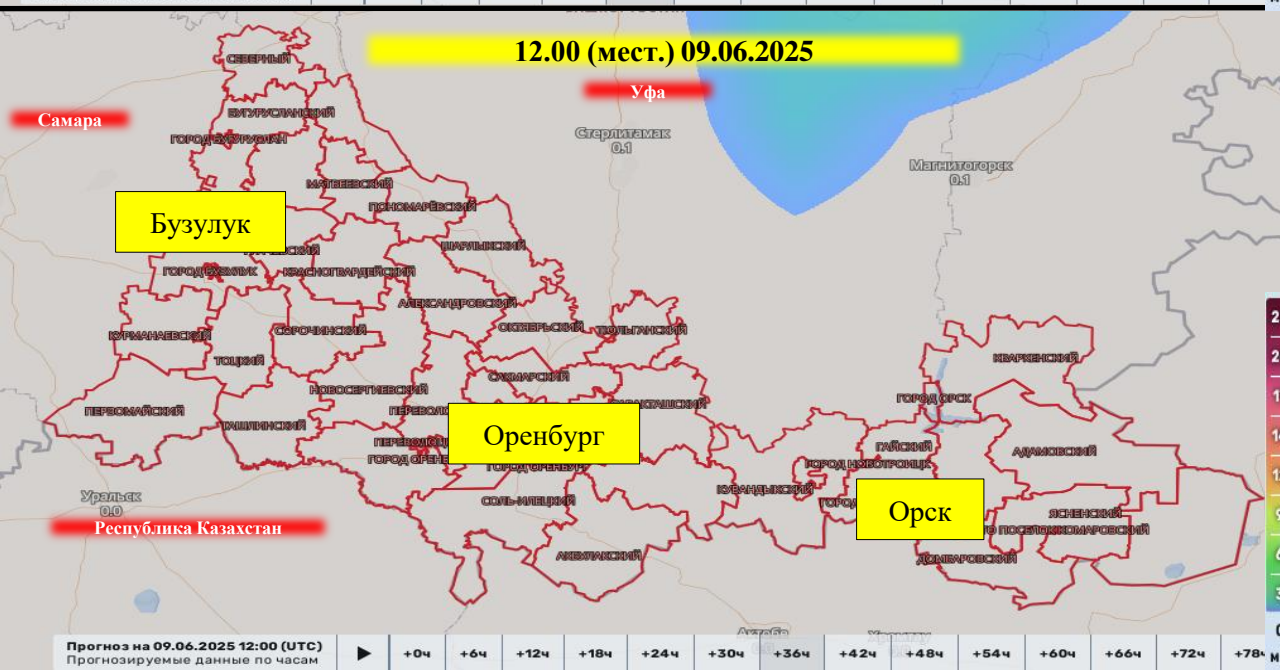 12.00 (мест.) 09.06.2025
СЕВЕРНЫЙ
Уфа
Самара
БУГУРУСЛАНСКИЙ
ГОРОД БУГУРУСЛАН
Стерлитамак
0.1
Магнитогорск
0.1
МАТВЕЕВСКИЙ
ПОНОМАРЁВСКИЙ
Бузулук
ШАРЛЫКСКИЙ
ГОРОД БУЗУЛУК
КРАСНОГВАРДЕЙСКИЙ
АЛЕКСАНДРОВСКИЙ
ОКТЯБРЬСКИЙ
ТЮЛЬГАНСКИЙ
КУРМАНАЕВСКИЙ
СОРОЧИНСКИЙ
ТОЦКИЙ
КВАРКЕНСКИЙ
САКМАРСКИЙ
НОВОСЕРГИЕВСКИЙ
ГОРОД ОРСК
ПЕРВОМАЙСКИЙ
ТАШЛИНСКИЙ
Оренбург
ГАЙСКИЙ
АДАМОВСКИЙ
ГОРОД НОВОТРОИЦК
ГОРОД ОРЕНБУРГ
СОЛЬ-ИЛЕЦКИЙ
КУВАНДЫКСКИЙ
Уральск
0.0
Орск
ЯСНЕНСКИЙ
Республика Казахстан
АКБУЛАКСКИЙ
ДОМБАРОВСКИЙ
Актобе
Хромтау
Прогноз на 09.06.2025 12:00 (UTC)
Прогнозируемые данные по часам
+0ч +6ч +12ч +18ч +24ч +30ч +36ч +42ч +48ч +54ч +60ч +66ч +72ч +78ч